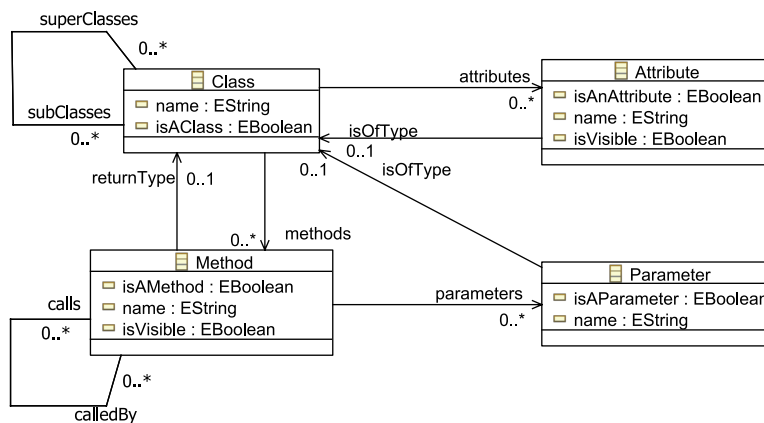 superClasses
0..*
Class
name : EString
isAClass : EBoolean
subClasses
0..*
attributes
0..*
Attribute
isAnAttribute : EBoolean
name : EString
isVisible : EBoolean
isOfType
0..1
0..1
isOfType
returnType
0..1
0..*
methods
Method
isAMethod : EBoolean
name : EString
isVisible : EBoolean
calls
0..*
0..*
calledBy
parameters
0..*
Parameter
isAParameter : EBoolean
name : EString